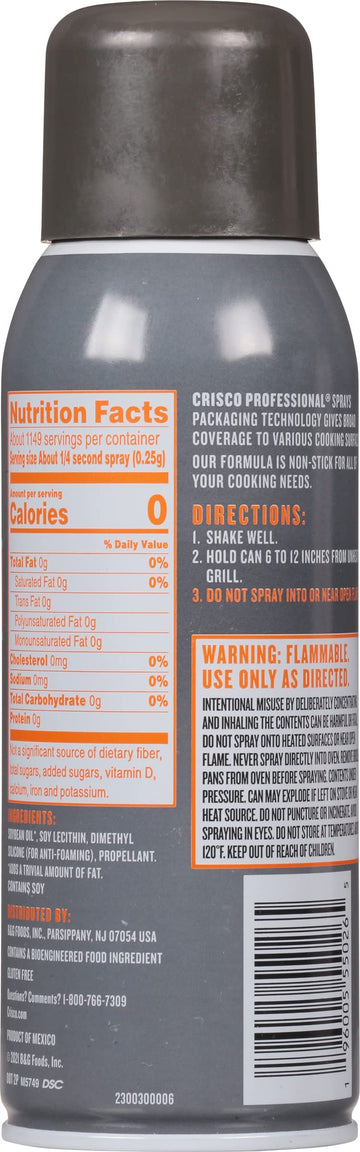 Nutrition Facts
About 1149 servings per container
Serving size About 1/4 second spray (0.25g)
Amount per serving
Calories 0
% Daily Value
Total Fat 0g 0%
Saturated Fat 0g 0%
Trans Fat 0g
Polyunsaturated Fat 0g
Monounsaturated Fat 0g
Cholesterol 0mg 0%
Sodium 0mg 0%
Total Carbohydrate 0g 0%
Protein 0g
Not a significant source of dietary fiber,
total sugars, added sugars, vitamin D,
calcium, iron and potassium.
INGREDIENTS:
SOYBEAN OIL*, SOY LECITHIN, DIMETHYL
SILICONE (FOR ANTI-FOAMING), PROPELLANT.
*ADDS A TRIVIAL AMOUNT OF FAT.
CONTAINS SOY
DISTRIBUTED BY:
B&G FOODS, INC., PARSIPPANY, NJ 07054 USA
CONTAINS A BIOENGINEERED FOOD INGREDIENT
GLUTEN FREE
Questions? Comments? 1-800-766-7309
Crisco.com
PRODUCT OF MEXICO
© 2021 B&G Foods, Inc.
OUT 2P M5749 DSC
2300300006
CRISCO PROFESSIONAL® SPRAYS
PACKAGING TECHNOLOGY GIVES BROAD
COVERAGE TO VARIOUS COOKING
OUR FORMULA IS NON-STICK FOR ALL OF
YOUR COOKING NEEDS.
DIRECTIONS:
1. SHAKE WELL.
2. HOLD CAN 6 TO 12 INCHES FROM
GRILL.
3. DO NOT SPRAY INTO OR NEAR OPEN
WARNING: FLAMMABLE.
USE ONLY AS DIRECTED.
INTENTIONAL MISUSE BY DELIBERATELY
AND INHALING THE CONTENTS CAN BE HARMFUL OR
DO NOT SPRAY ONTO HEATED SURFACES OR NEAR OPEN
FLAME. NEVER SPRAY DIRECTLY INTO OVEN. REMOVE
PANS FROM OVEN BEFORE SPRAYING. CONTENTS UNDER
PRESSURE. CAN MAY EXPLODE IF LEFT ON STOVE OR NEAR
HEAT SOURCE. DO NOT PUNCTURE OR INCINERATE. AVOID
SPRAYING IN EYES. DO NOT STORE AT TEMPERATURES
120°F. KEEP OUT OF REACH OF CHILDREN.
1 96005 55026 5